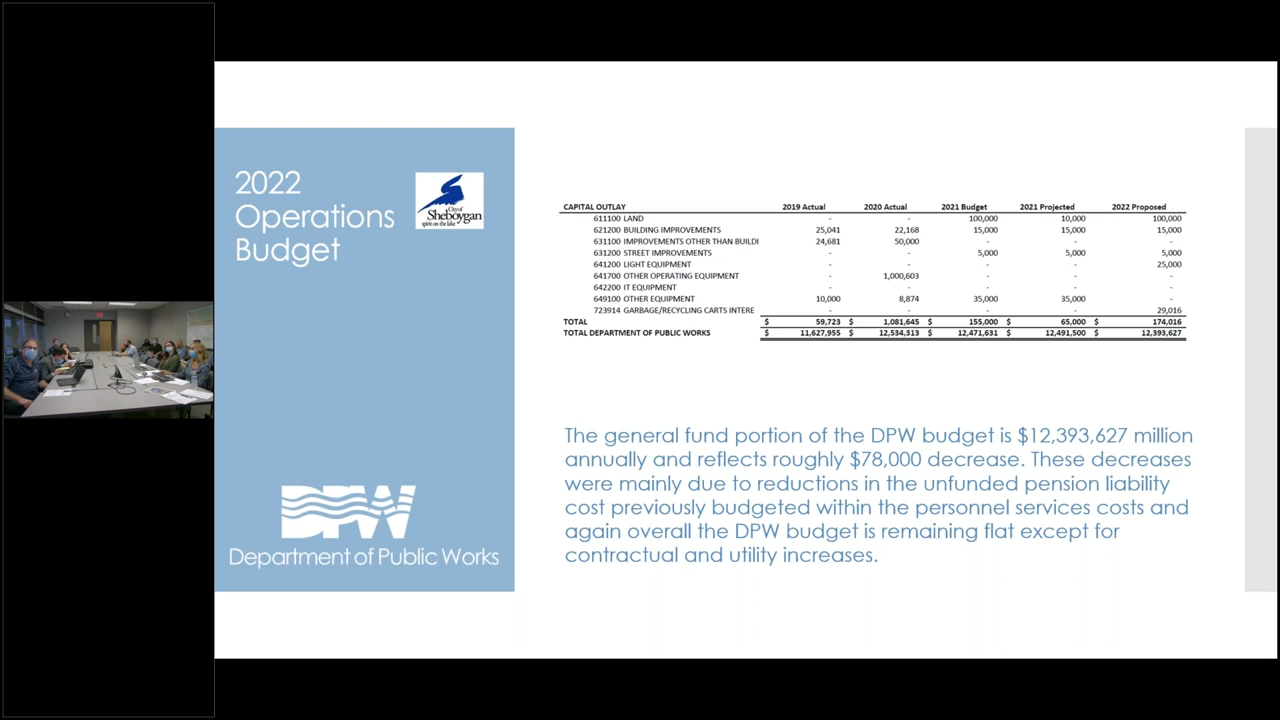 2022
Operations
Budget
City of
Sheboygan
spirit on the lake
DPW
Department of Public Works
CAPITAL OUTLAY 2019 Actual 2020 Actual 2021 Budget 2021 Projected 2022 Proposed
611100 LAND - - 100,000 10,000 100,000
621200 BUILDING IMPROVEMENTS 25,041 22,168 15,000 15,000 15,000
631100 IMPROVEMENTS OTHER THAN BUILDI 24,681 50,000 - - -
631200 STREET IMPROVEMENTS - - 5,000 5,000 5,000
641200 LIGHT EQUIPMENT - - - - 25,000
641700 OTHER OPERATING EQUIPMENT - 1,000,603 - - -
642200 IT EQUIPMENT - - - - -
649100 OTHER EQUIPMENT 10,000 8,874 35,000 35,000 -
723914 GARBAGE/RECYCLING CARTS INTERE - - - - 29,016
TOTAL $ 59,723 $ 1,081,645 $ 155,000 $ 65,000 $ 174,016
TOTAL DEPARTMENT OF PUBLIC WORKS $ 11,627,955 $ 12,534,313 $ 12,471,631 $ 12,491,500 $ 12,393,627
The general fund portion of the DPW budget is $12,393,627 million
annually and reflects roughly $78,000 decrease. These decreases
were mainly due to reductions in the unfunded pension liability
cost previously budgeted within the personnel services costs and
again overall the DPW budget is remaining flat except for
contractual and utility increases.